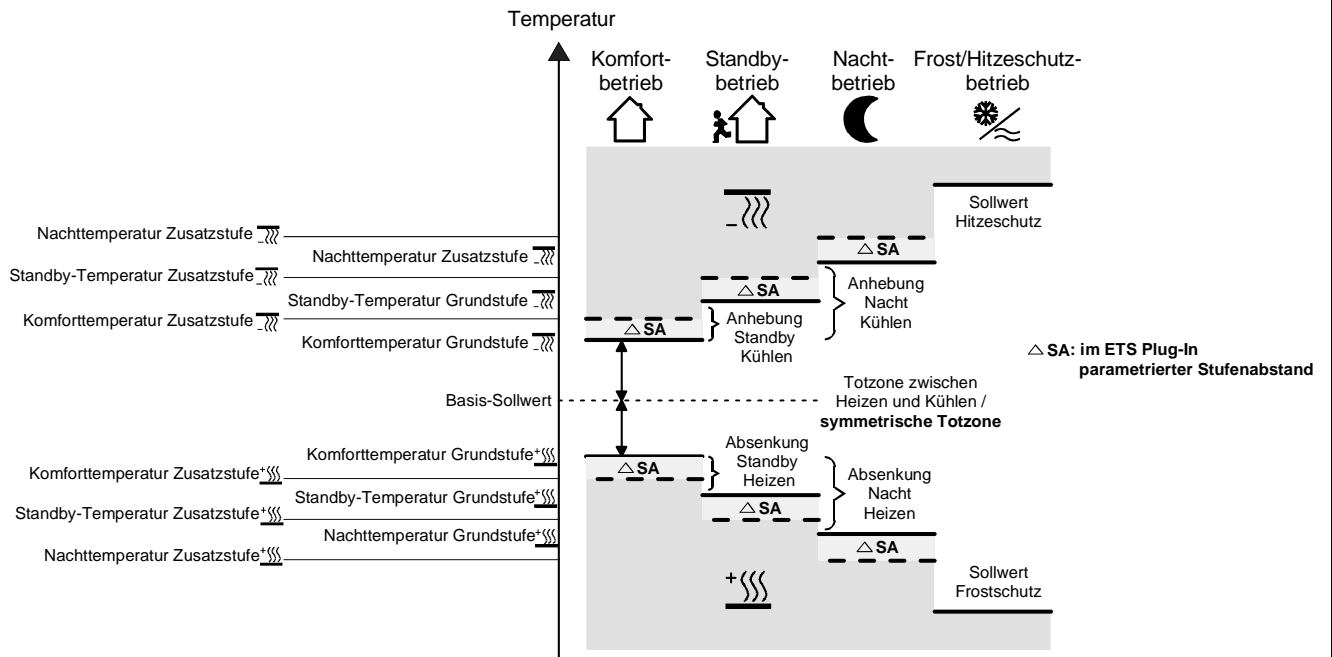 Temperatur
Komfort-
betrieb
Standby-
betrieb
Nacht-
betrieb
Frost/Hitzeschutz-
betrieb
Sollwert
Hitzeschutz
Nachttemperatur Zusatzstufe
Nachttemperatur Zusatzstufe
Standby-Temperatur Zusatzstufe
Standby-Temperatur Grundstufe
Komforttemperatur Zusatzstufe
Komforttemperatur Grundstufe
△ SA
△ SA
△ SA
Anhebung
Standby
Kühlen
Anhebung
Nacht
Kühlen
△ SA: im ETS Plug-In
parametrierter Stufenabstand
Basis-Sollwert
Totzone zwischen
Heizen und Kühlen /
symmetrische Totzone
Komforttemperatur Grundstufe
Komforttemperatur Zusatzstufe
Standby-Temperatur Grundstufe
Standby-Temperatur Zusatzstufe
Nachttemperatur Grundstufe
Nachttemperatur Zusatzstufe
△ SA
△ SA
△ SA
Absenkung
Standby
Heizen
Absenkung
Nacht
Heizen
Sollwert
Frostschutz